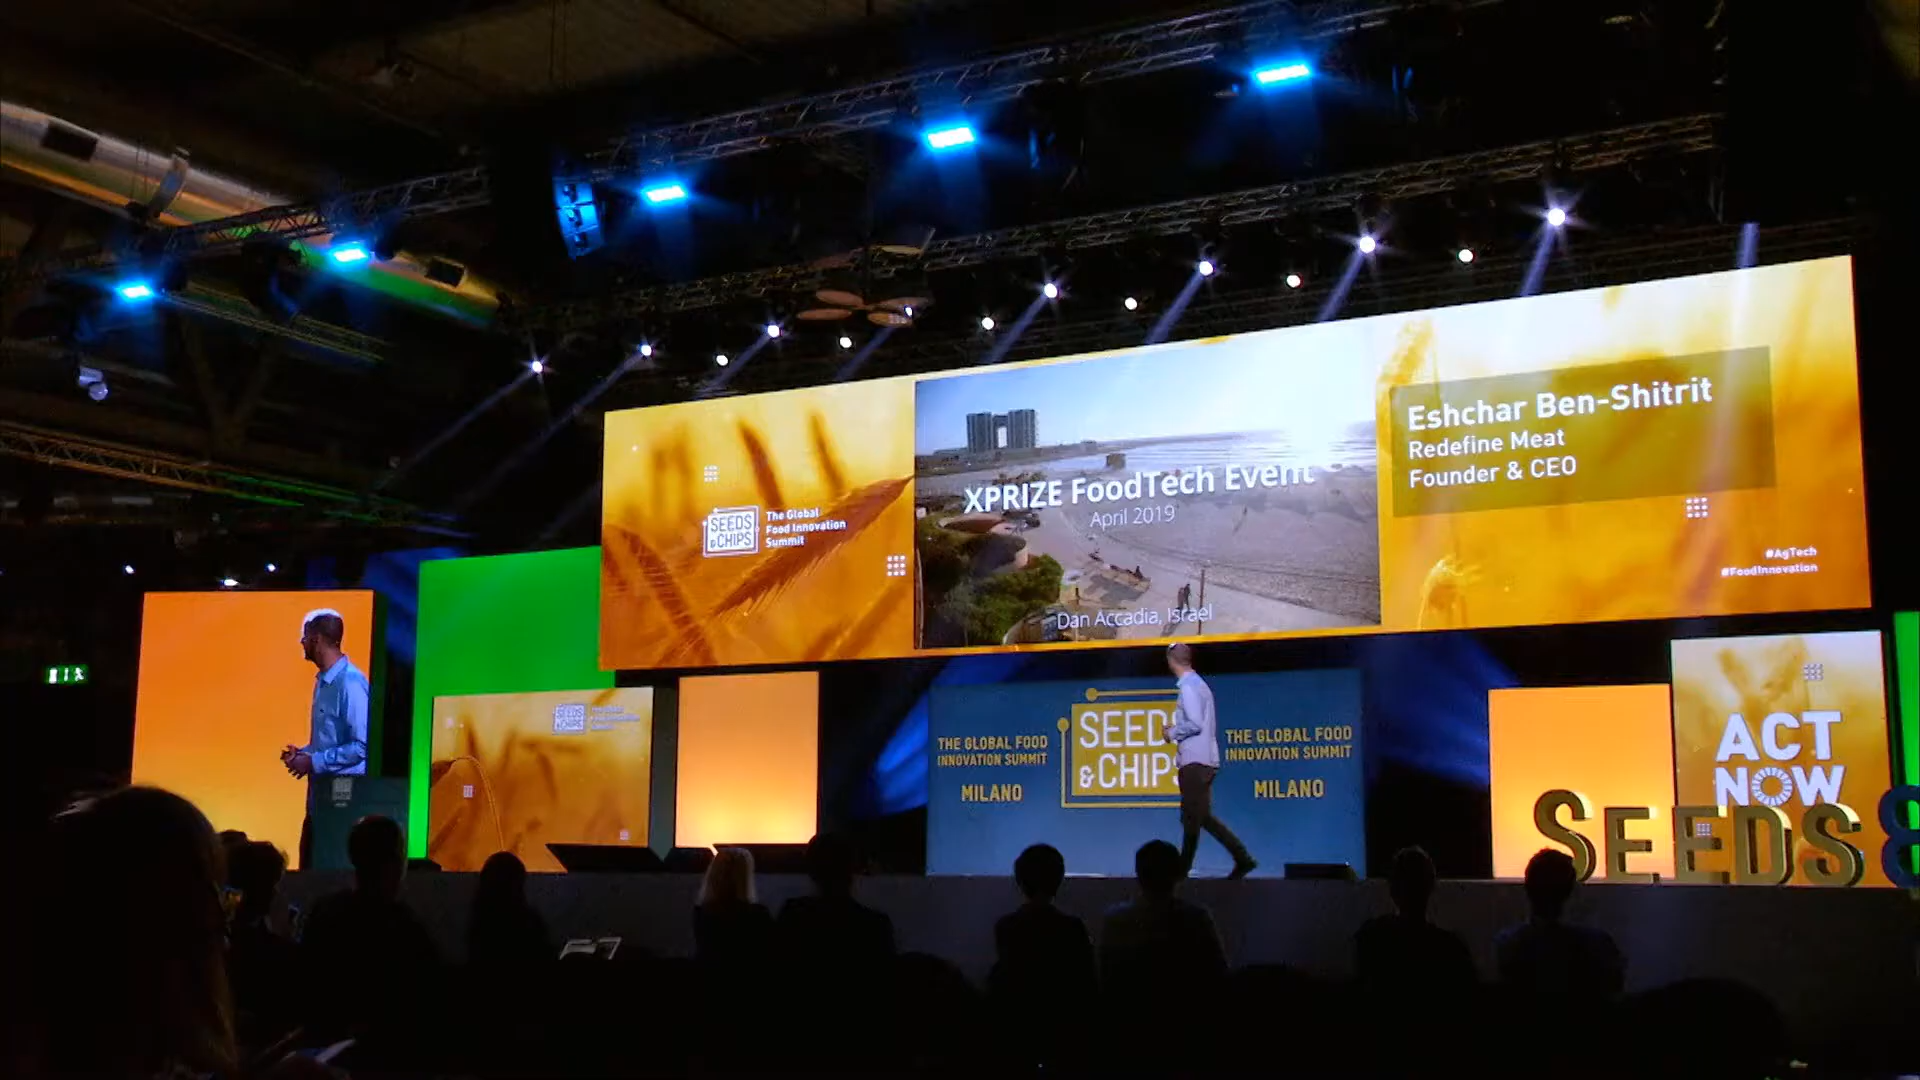 SEEDS
&CHIPS
The Global
Food Innovation
Summit
XPRIZE FoodTech Event
April 2019
Dan Accadia, Israel
Eshchar Ben-Shitrit
Redefine Meat
Founder & CEO
#AgTech
#FoodInnovation
SEEDS
&CHIPS
THE GLOBAL FOOD
INNOVATION SUMMIT
MILANO
SEEDS
&CHIPS
THE GLOBAL FOOD
INNOVATION SUMMIT
MILANO
ACT
NOW
SEEDS &